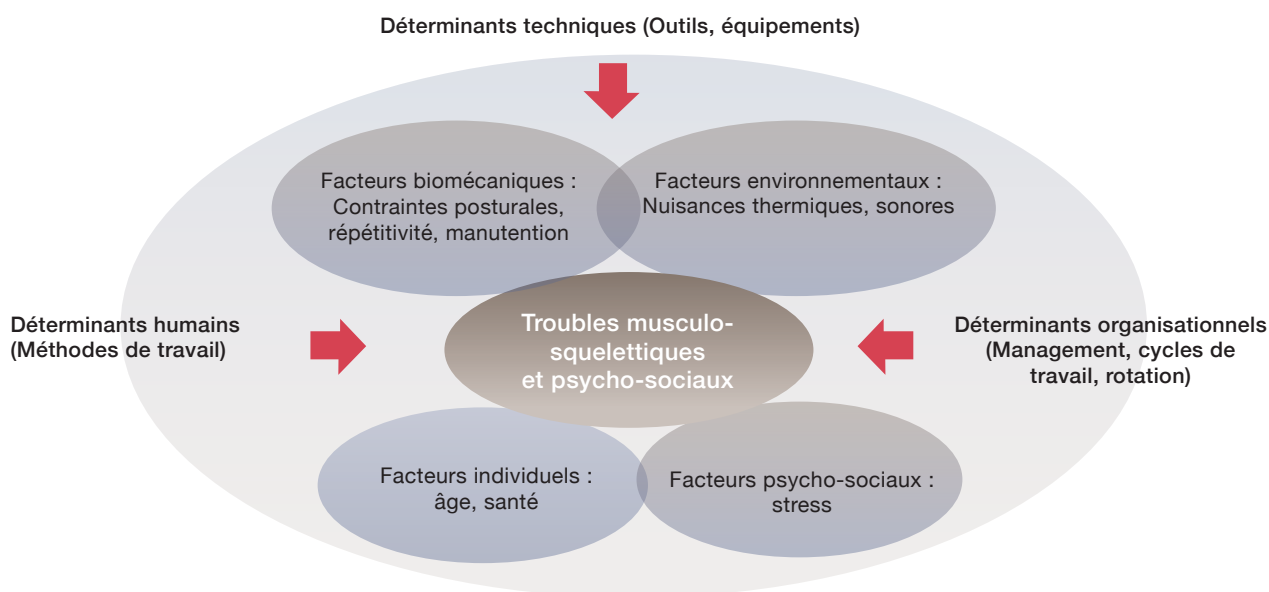 Déterminants techniques (Outils, équipements)
Facteurs biomécaniques :
Contraintes posturales,
répétitivité, manutention
Facteurs environnementaux :
Nuisances thermiques, sonores
Déterminants humains
(Méthodes de travail)
Troubles musculo-
squelettiques
et psycho-sociaux
Déterminants organisationnels
(Management, cycles de
travail, rotation)
Facteurs individuels :
âge, santé
Facteurs psycho-sociaux :
stress